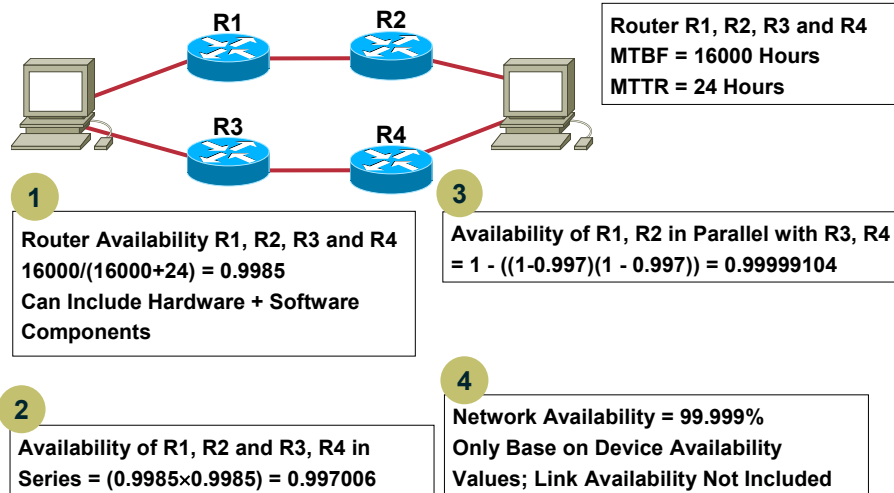 R1
R2
R3
R4
Router R1, R2, R3 and R4
MTBF = 16000 Hours
MTTR = 24 Hours
1
Router Availability R1, R2, R3 and R4
16000/(16000+24) = 0.9985
Can Include Hardware + Software
Components
2
Availability of R1, R2 and R3, R4 in
Series = (0.9985×0.9985) = 0.997006
3
Availability of R1, R2 in Parallel with R3, R4
= 1 - ((1-0.997)(1 - 0.997)) = 0.99999104
4
Network Availability = 99.999%
Only Base on Device Availability
Values; Link Availability Not Included